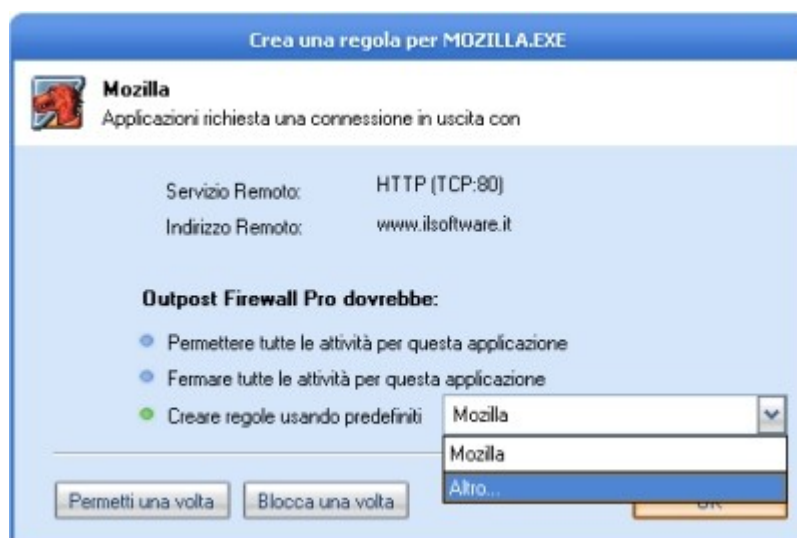 Crea una regola per MOZILLA.EXE
Mozilla
Applicazioni richiesta una connessione in uscita con
Servizio Remoto: HTTP (TCP:80)
Indirizzo Remoto: www.ilsoftware.it
Outpost Firewall Pro dovrebbe:
Permettere tutte le attività per questa applicazione
Fermare tutte le attività per questa applicazione
Creare regole usando predefiniti Mozilla
Mozilla
Altro...
Permetti una volta Blocca una volta OK